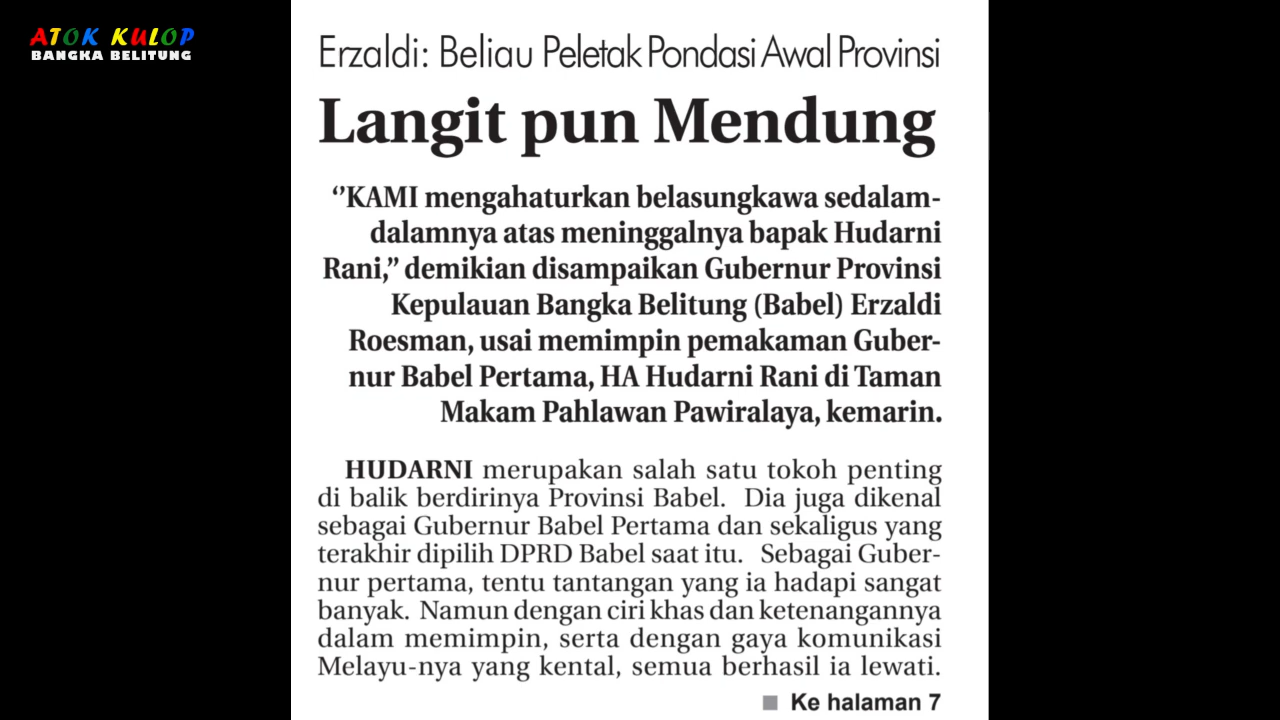 ATOK KULOP
BANGKA BELITUNG
Erzaldi: Beliau Peletak Pondasi Awal Provinsi
Langit pun Mendung
‘’KAMI mengahaturkan belasungkawa sedalam-
dalamnya atas meninggalnya bapak Hudarni
Rani,” demikian disampaikan Gubernur Provinsi
Kepulauan Bangka Belitung (Babel) Erzaldi
Roesman, usai memimpin pemakaman Guber-
nur Babel Pertama, HA Hudarni Rani di Taman
Makam Pahlawan Pawiralaya, kemarin.
HUDARNI merupakan salah satu tokoh penting
di balik berdirinya Provinsi Babel. Dia juga dikenal
sebagai Gubernur Babel Pertama dan sekaligus yang
terakhir dipilih DPRD Babel saat itu. Sebagai Guber-
nur pertama, tentu tantangan yang ia hadapi sangat
banyak. Namun dengan ciri khas dan ketenangannya
dalam memimpin, serta dengan gaya komunikasi
Melayu-nya yang kental, semua berhasil ia lewati.
■ Ke halaman 7